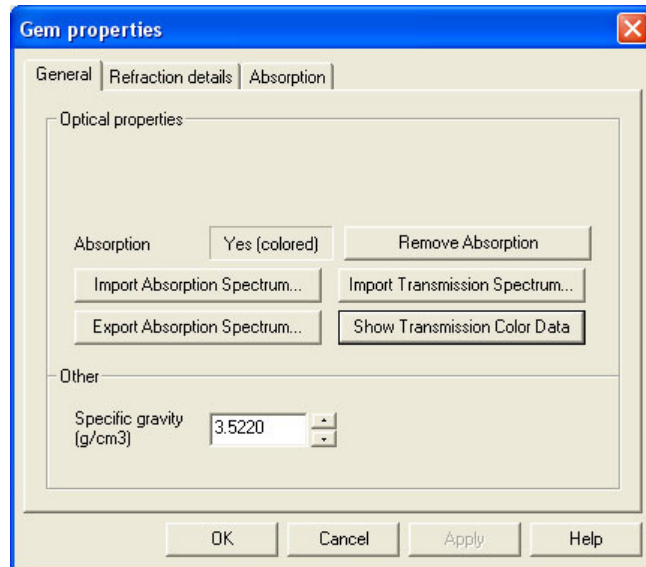 Gem properties
General Refraction details Absorption
Optical properties
Absorption Yes (colored) Remove Absorption
Import Absorption Spectrum... Import Transmission Spectrum...
Export Absorption Spectrum... Show Transmission Color Data
Other
Specific gravity
(g/cm3) 3.5220
OK Cancel Apply Help